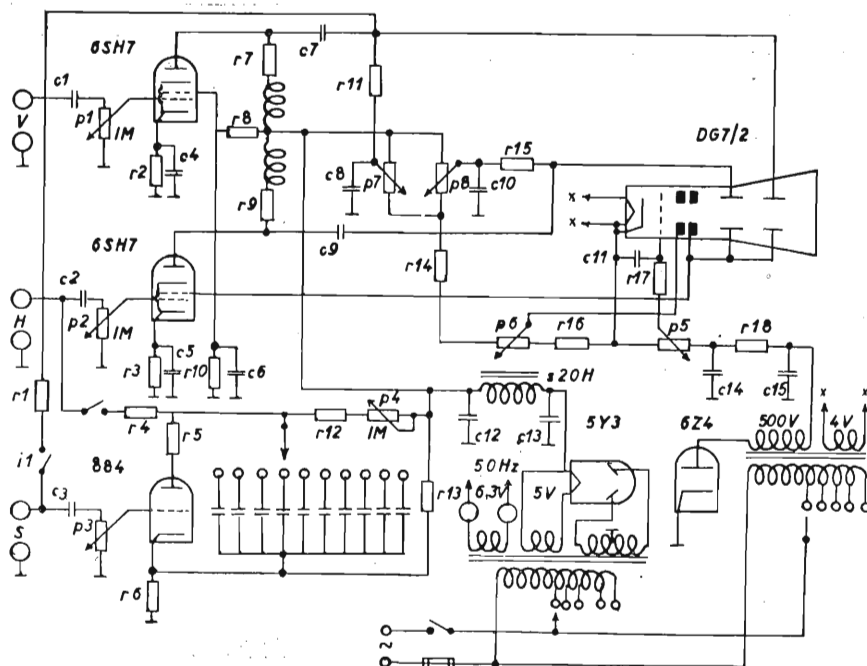 6SH7
r7
c7
c1
r11
V
p1
1M
r8
DG7/2
r2
c4
r15
c8
p7
p8
c10
r9
x
x
6SH7
c9
c11
r14
r17
c2
H
p2
1M
p6
r16
p5
r18
r3
c5
r10
c6
s 20H
c14
c15
x
x
r1
p4
r4
r12
1M
c12
c13
5Y3
6Z4
500V
4V
r5
i1
884
50Hz
6,3V
5V
r13
c3
p3
S
r6
~